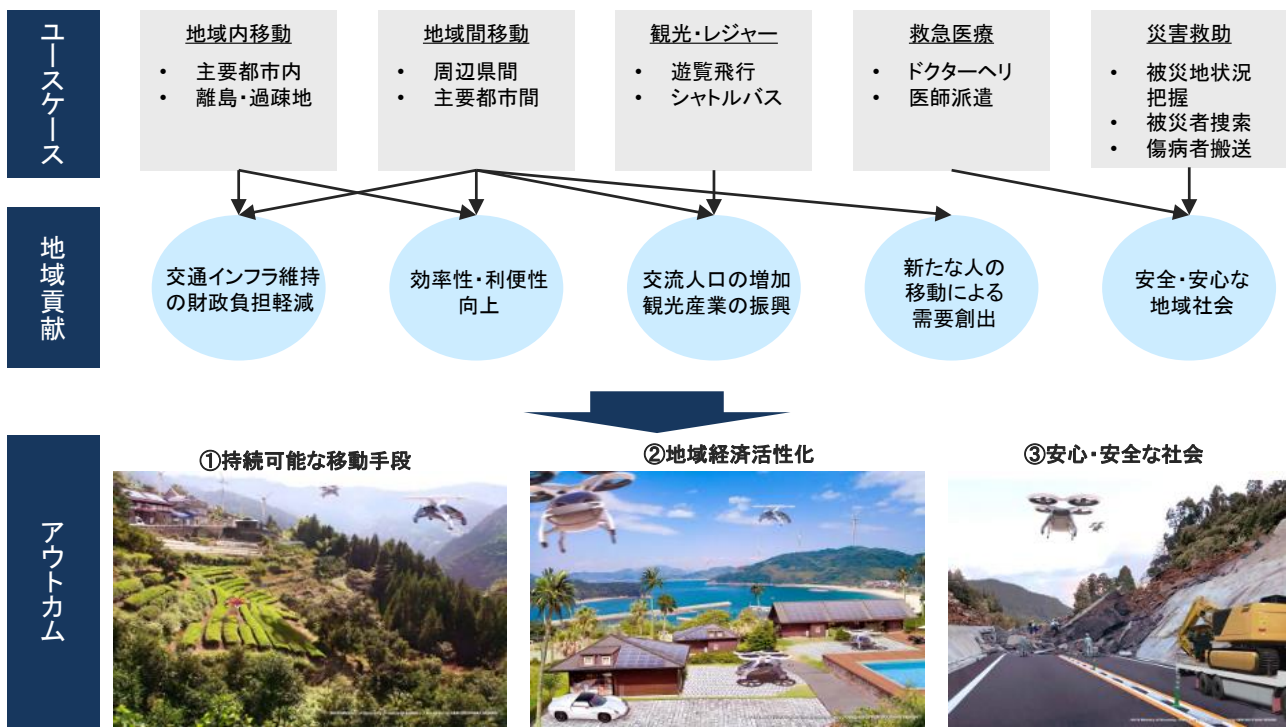 ユースケース
地域内移動
• 主要都市内
• 離島・過疎地
地域間移動
• 周辺県間
• 主要都市間
観光・レジャー
• 遊覧飛行
• シャトルバス
救急医療
• ドクターヘリ
• 医師派遣
災害救助
• 被災地状況
把握
• 被災者捜索
• 傷病者搬送
地域貢献
交通インフラ維持
の財政負担軽減
効率性・利便性
向上
交流人口の増加
観光産業の振興
新たな人の
移動による
需要創出
安全・安心な
地域社会
アウトカム
①持続可能な移動手段
②地域経済活性化
③安心・安全な社会